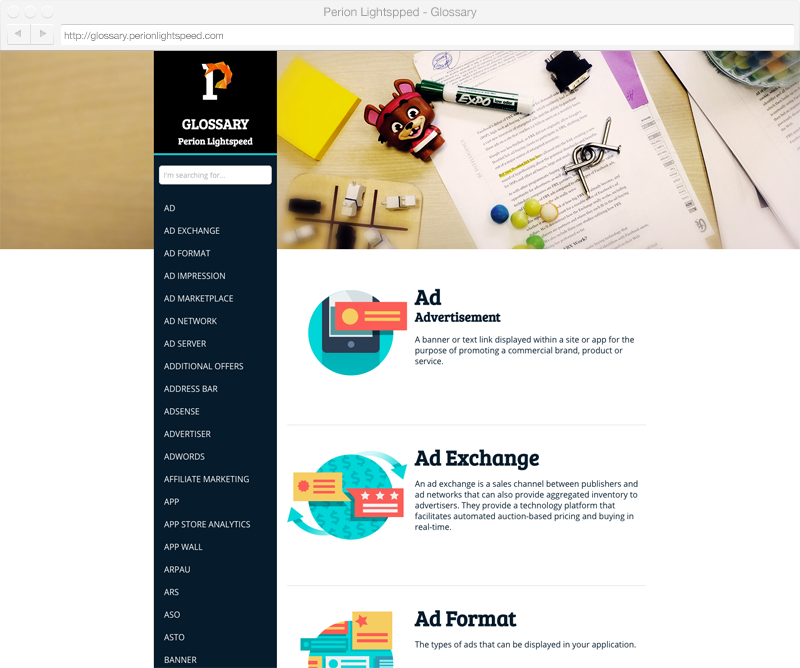 Perion Lightspped - Glossary
http://glossary.perionlightspeed.com
GLOSSARY
Perion Lightspeed
I'm searching for...
AD
AD EXCHANGE
AD FORMAT
AD IMPRESSION
AD MARKETPLACE
AD NETWORK
AD SERVER
ADDITIONAL OFFERS
ADDRESS BAR
ADSENSE
ADVERTISER
ADWORDS
AFFILIATE MARKETING
APP
APP STORE ANALYTICS
APP WALL
ARPAU
ARS
ASO
ASTO
BANNER
EXPO
Ad
Advertisement
A banner or text link displayed within a site or app for the
purpose of promoting a commercial brand, product or
service.
Ad Exchange
An ad exchange is a sales channel between publishers and
ad networks that can also provide aggregated inventory to
advertisers. They provide a technology platform that
facilitates automated auction-based pricing and buying in
real-time.
Ad Format
The types of ads that can be displayed in your application.